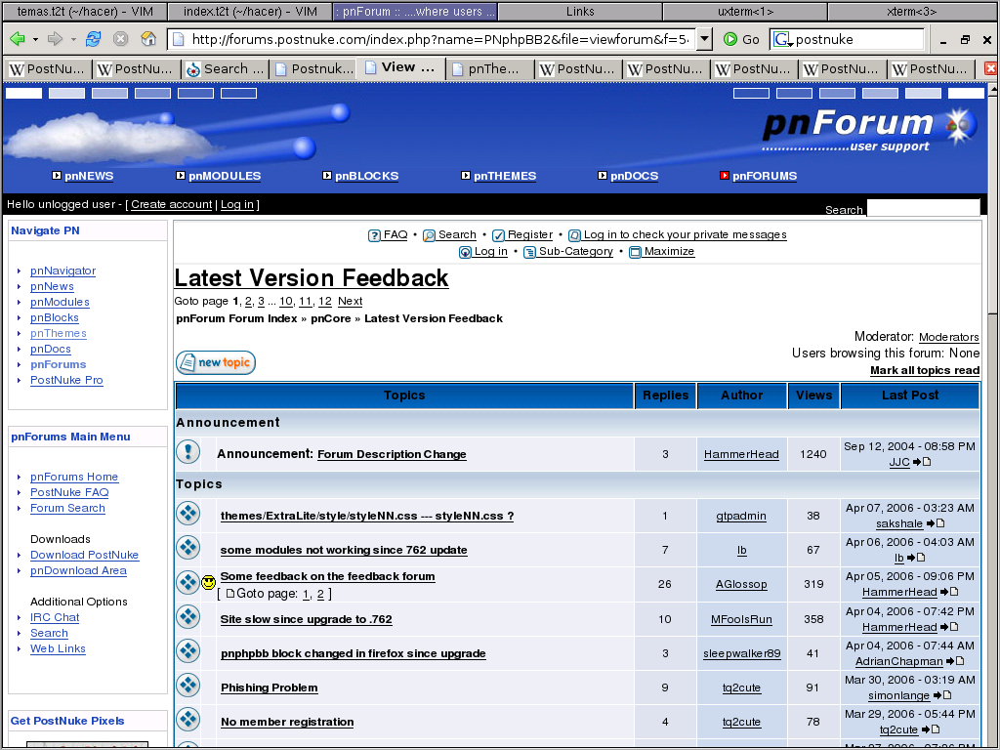 temas.t2t (~/hacer) - VIM
index.t2t (~/hacer) - VIM
: pnForum :: ....where users ...
Links
uxterm<1>
xterm<3>
http://forums.postnuke.com/index.php?name=PNphpBB2&file=viewforum&f=5
Go
postnuke
PostNu...
PostNu...
Search ...
Postnuk...
View ...
pnThe...
PostNu...
PostNu...
PostNu...
PostNu...
PostNu...
pnForum
.....................user support
pnNEWS
pnMODULES
pnBLOCKS
pnTHEMES
pnDOCS
pnFORUMS
Hello unlogged user - [ Create account | Log in ]
Search
Navigate PN
pnNavigator
pnNews
pnModules
pnBlocks
pnThemes
pnDocs
pnForums
PostNuke Pro
pnForums Main Menu
pnForums Home
PostNuke FAQ
Forum Search
Downloads
Download PostNuke
pnDownload Area
Additional Options
IRC Chat
Search
Web Links
Get PostNuke Pixels
FAQ • Search • Register • Log in to check your private messages
Log in • Sub-Category • Maximize
Latest Version Feedback
Goto page 1, 2, 3 ... 10, 11, 12 Next
pnForum Forum Index » pnCore » Latest Version Feedback
Moderator: Moderators
Users browsing this forum: None
new topic
Mark all topics read
Topics Replies Author Views Last Post
Announcement
Announcement: Forum Description Change 3 HammerHead 1240 Sep 12, 2004 - 08:58 PM
JJC
Topics
themes/ExtraLite/style/styleNN.css --- styleNN.css ? 1 gtpadmin 38 Apr 07, 2006 - 03:23 AM
sakshale
some modules not working since 762 update 7 lb 67 Apr 06, 2006 - 04:03 AM
lb
Some feedback on the feedback forum
[ Goto page: 1, 2 ] 26 AGlossop 319 Apr 05, 2006 - 09:06 PM
HammerHead
Site slow since upgrade to .762 10 MFoolsRun 358 Apr 04, 2006 - 07:42 PM
HammerHead
pnphpbb block changed in firefox since upgrade 3 sleepwalker89 41 Apr 04, 2006 - 07:44 AM
AdrianChapman
Phishing Problem 9 tq2cute 91 Mar 30, 2006 - 03:19 AM
simonlange
No member registration 4 tq2cute 78 Mar 29, 2006 - 05:44 PM
tq2cute